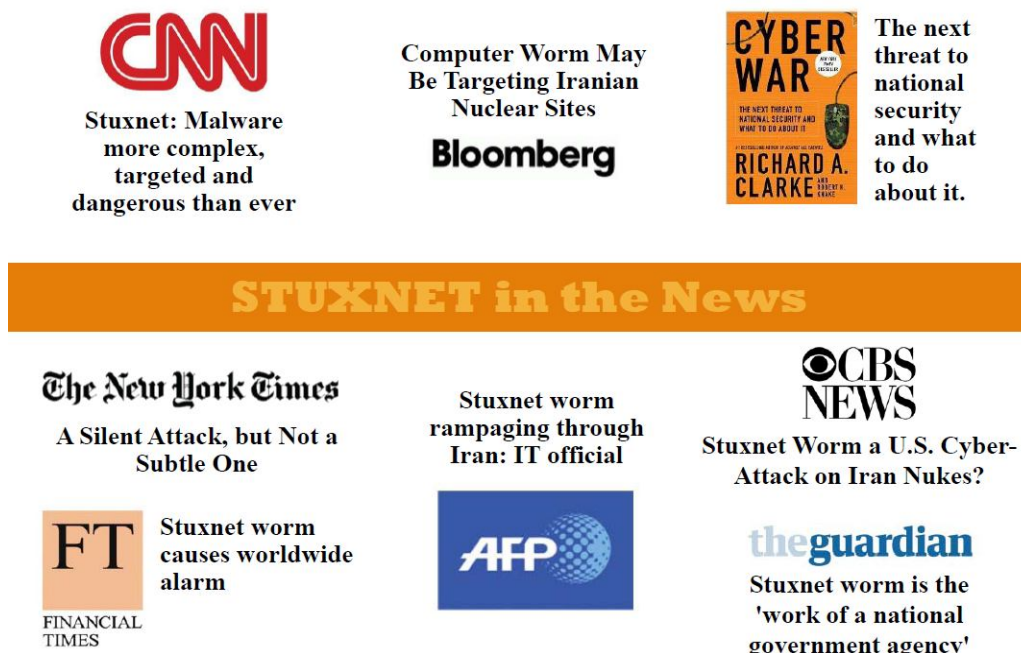 CNN
Stuxnet: Malware
more complex,
targeted and
dangerous than ever
Computer Worm May
Be Targeting Iranian
Nuclear Sites
Bloomberg
CYBER
WAR
THE NEXT THREAT TO
NATIONAL SECURITY AND
WHAT TO DO ABOUT IT
RICHARD A.
CLARKE AND
ROBERT K.
KNAKE
The next
threat to
national
security
and what
to do
about it.
STUXNET in the News
The New York Times
A Silent Attack, but Not a
Subtle One
FT
FINANCIAL
TIMES
Stuxnet worm
causes worldwide
alarm
Stuxnet worm
rampaging through
Iran: IT official
AFP
CBS
NEWS
Stuxnet Worm a U.S. Cyber-
Attack on Iran Nukes?
theguardian
Stuxnet worm is the
'work of a national
government agency'